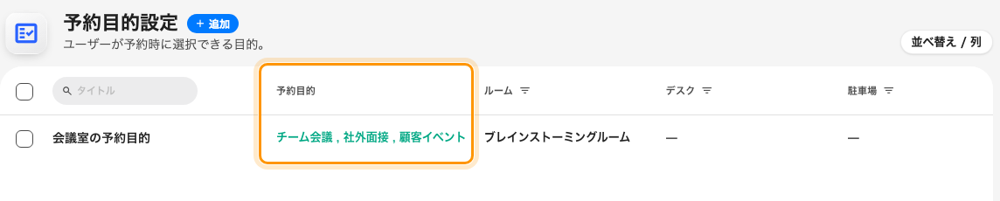 予約目的設定 + 追加
ユーザーが予約時に選択できる目的。
並べ替え / 列
タイトル 予約目的 ルーム デスク 駐車場
会議室の予約目的 チーム会議 , 社外面接 , 顧客イベント ブレインストーミングルーム — —